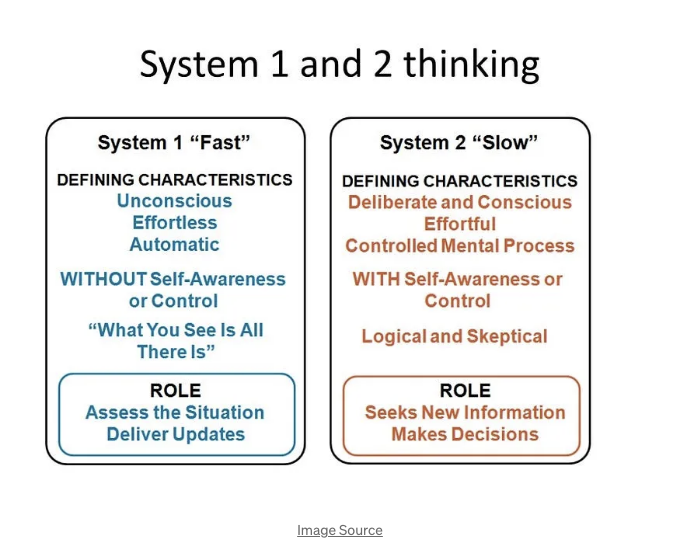 System 1 and 2 thinking
System 1 “Fast”
DEFINING CHARACTERISTICS
Unconscious
Effortless
Automatic
WITHOUT Self-Awareness
or Control
“What You See Is All
There Is”
ROLE
Assess the Situation
Deliver Updates
System 2 “Slow”
DEFINING CHARACTERISTICS
Deliberate and Conscious
Effortful
Controlled Mental Process
WITH Self-Awareness or
Control
Logical and Skeptical
ROLE
Seeks New Information
Makes Decisions
Image Source